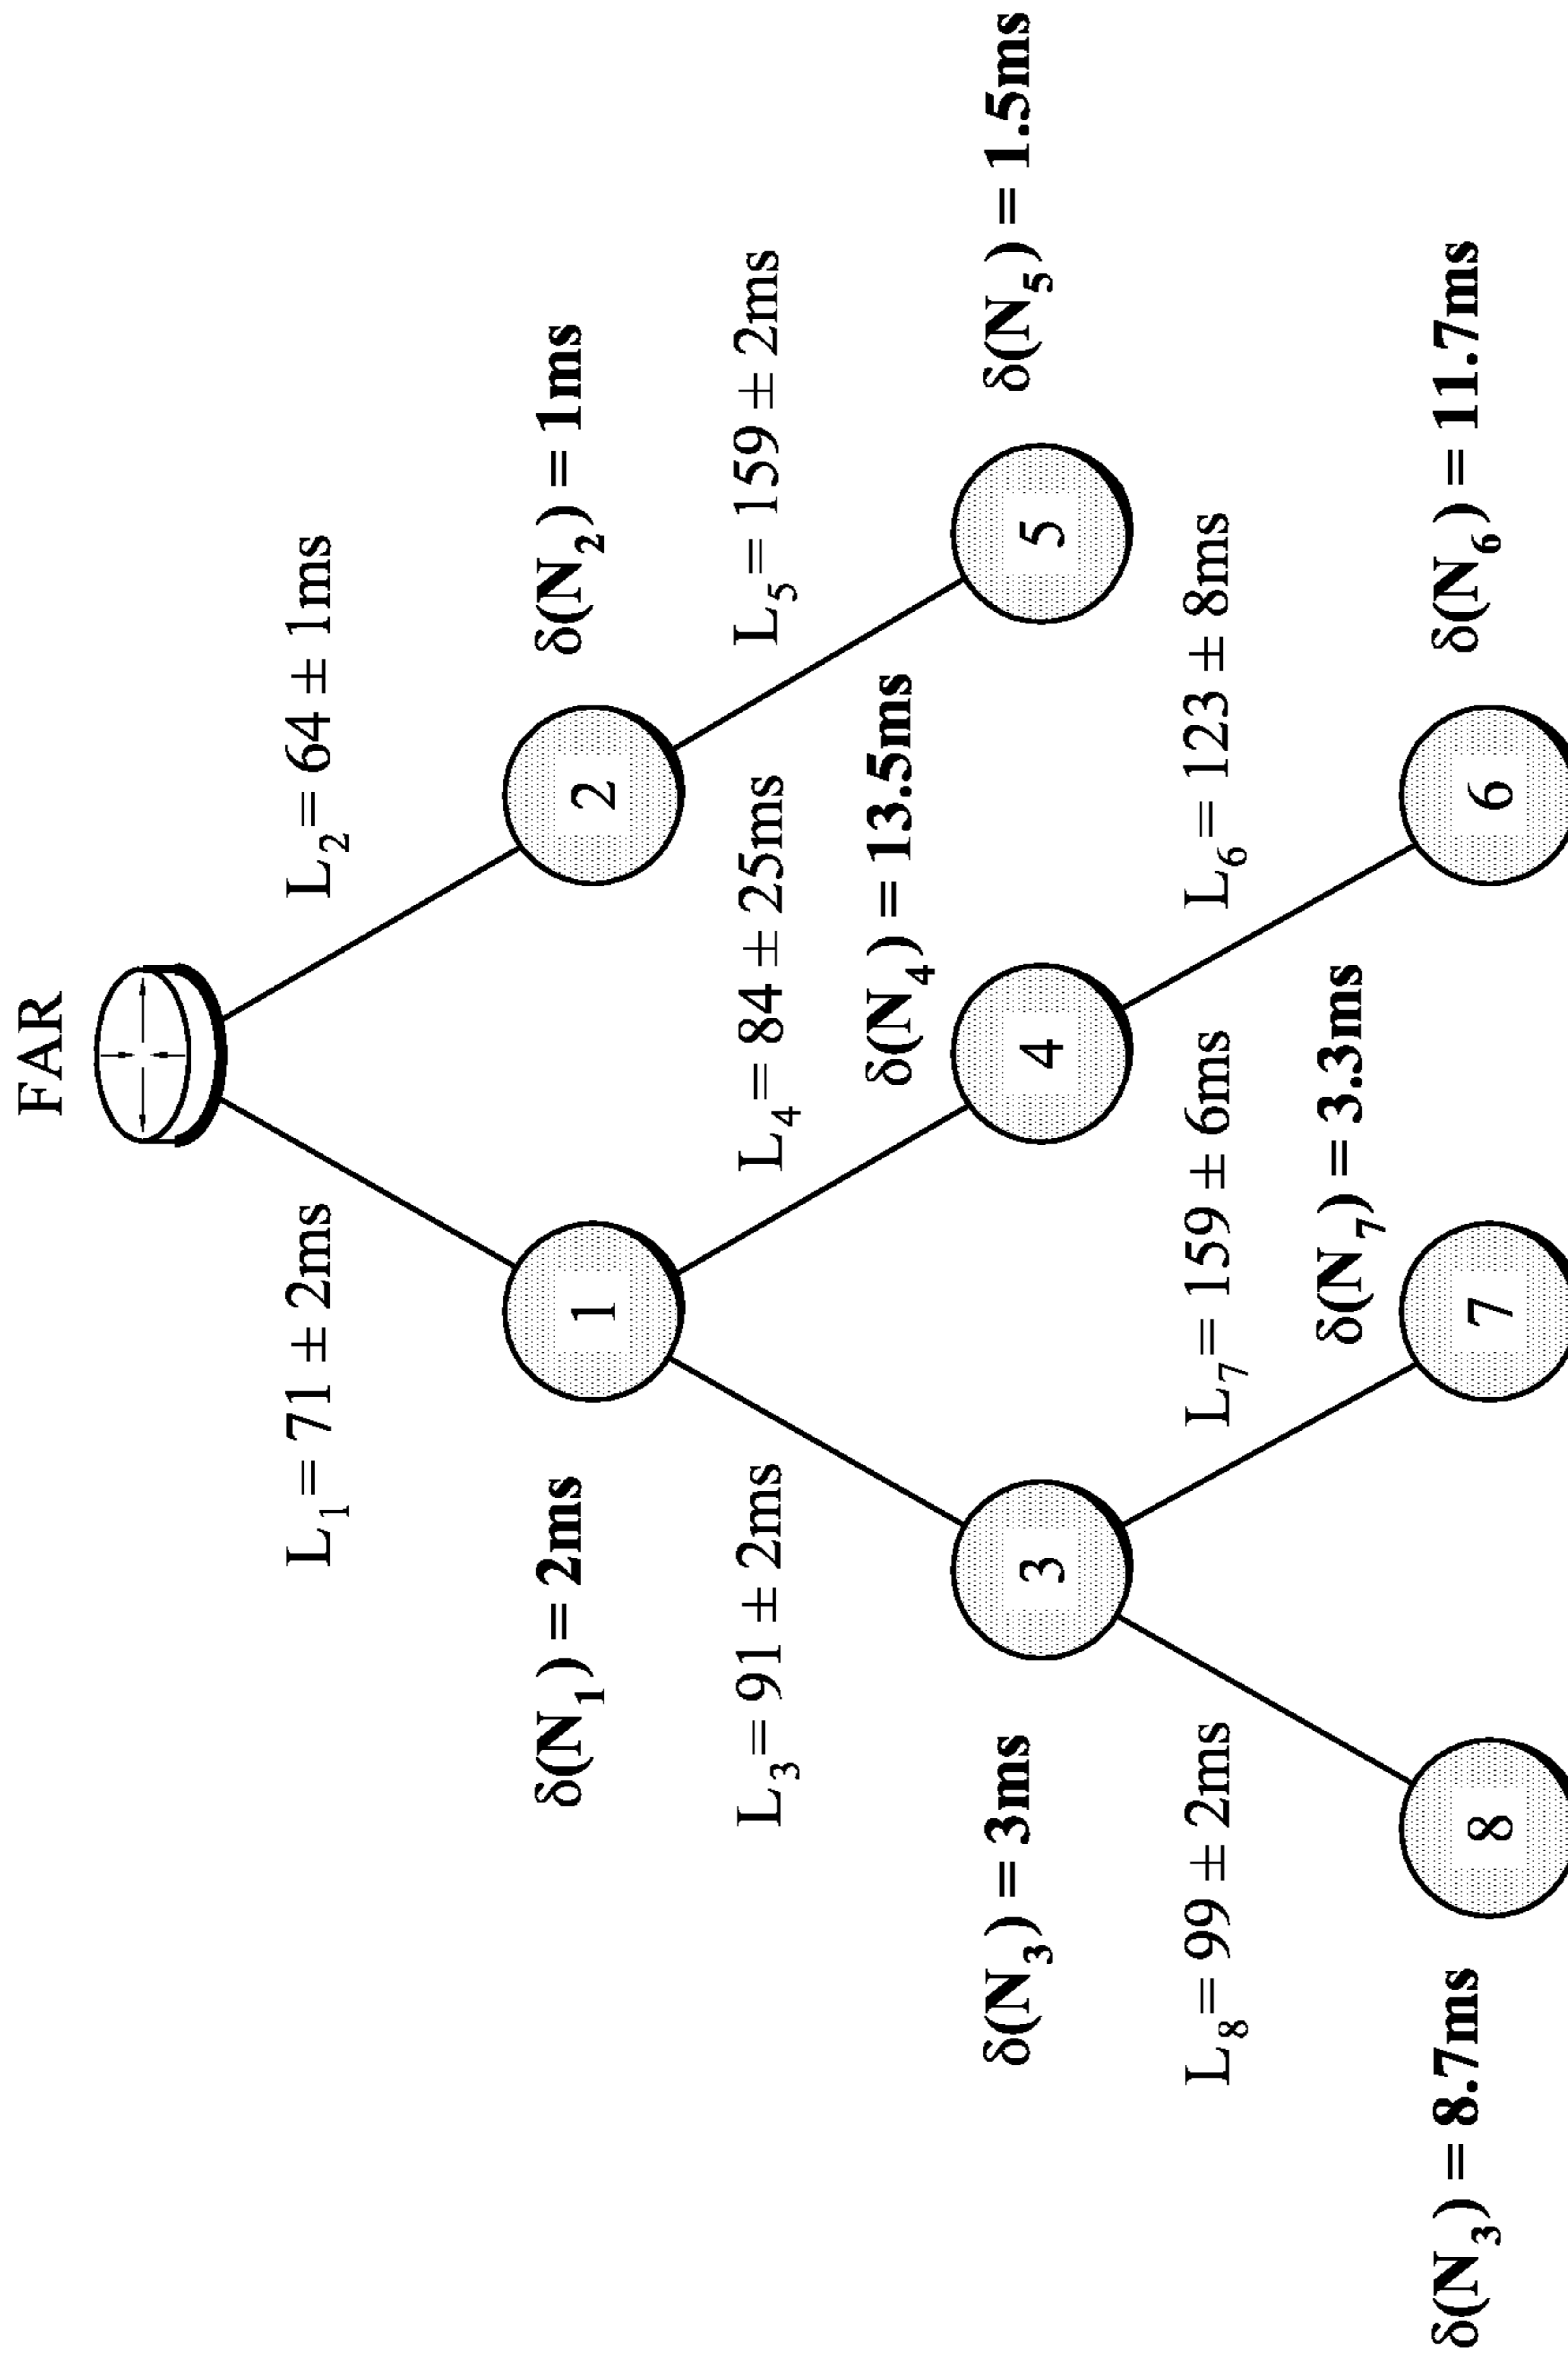 FAR
L1= 71 ± 2ms
L2= 64 ± 1ms
δ(N1) = 2ms
1
2
δ(N2) = 1ms
L3= 91 ± 2ms
L4= 84 ± 25ms
L5= 159 ± 2ms
δ(N4) = 13.5ms
δ(N3) = 3ms
3
4
5
δ(N5) = 1.5ms
L8= 99 ± 2ms
L7= 159 ± 6ms
L6= 123 ± 8ms
δ(N7) = 3.3ms
δ(N3) = 8.7ms
8
7
6
δ(N6) = 11.7ms